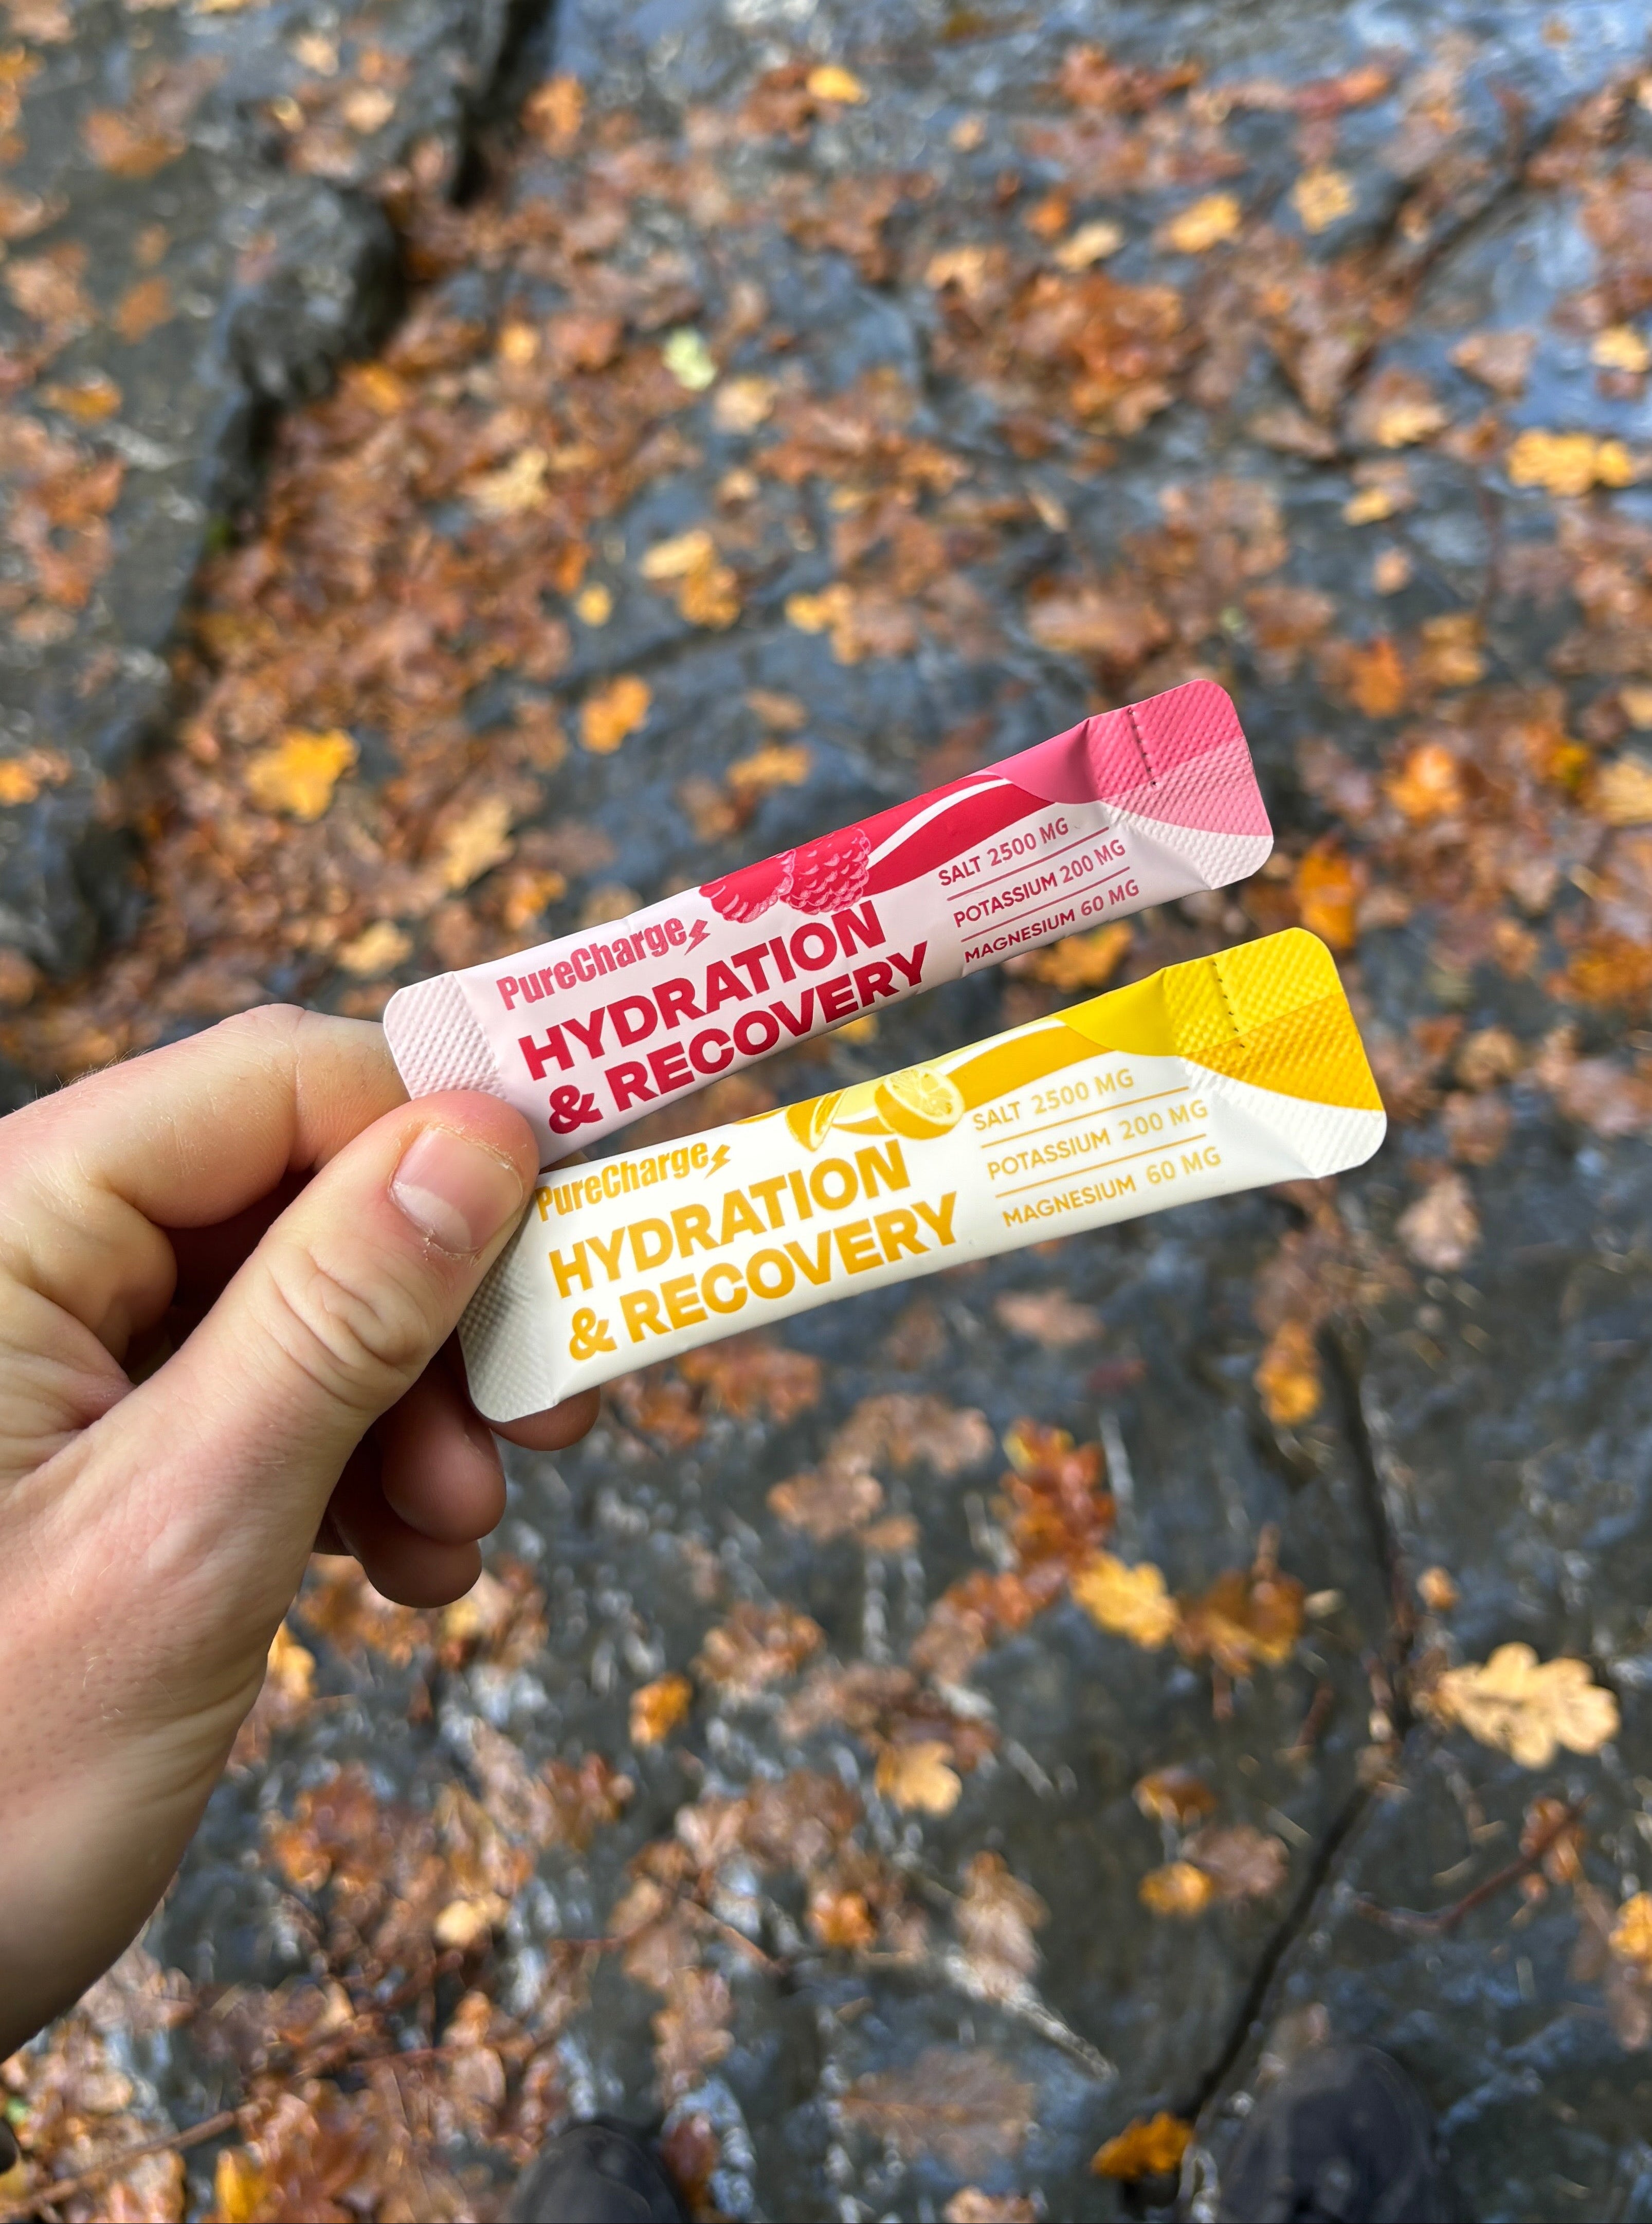 PureCharge
HYDRATION
& RECOVERY
SALT 2500 MG
POTASSIUM 200 MG
MAGNESIUM 60 MG
PureCharge
HYDRATION
& RECOVERY
SALT 2500 MG
POTASSIUM 200 MG
MAGNESIUM 60 MG